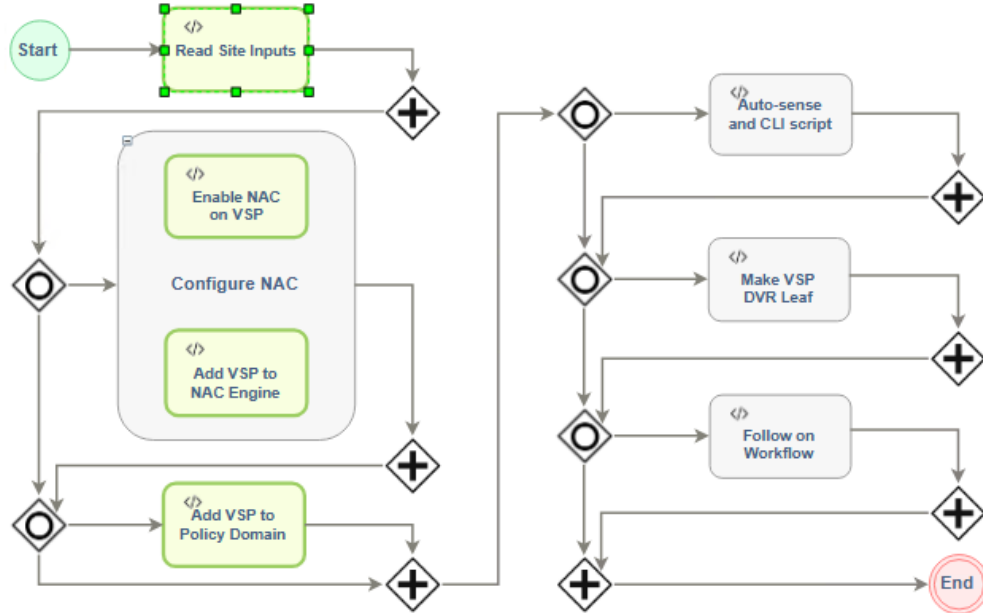 Start
Read Site Inputs
Enable NAC
on VSP
Configure NAC
Add VSP to
NAC Engine
Add VSP to
Policy Domain
Auto-sense
and CLI script
Make VSP
DVR Leaf
Follow on
Workflow
End